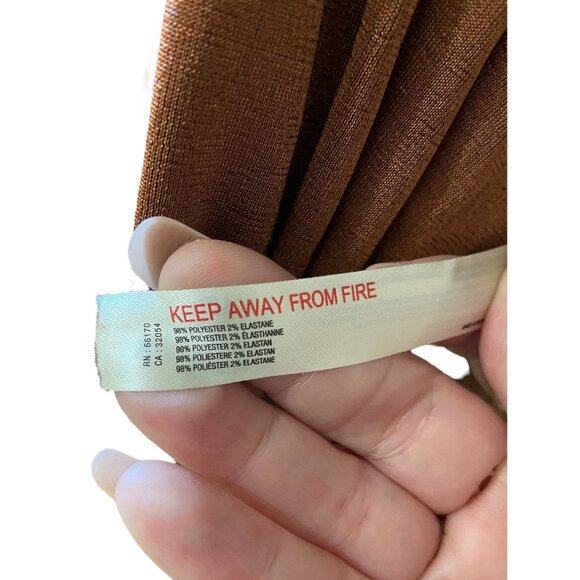 KEEP AWAY FROM FIRE
98% POLYESTER 2% ELASTANE
98% POLYESTER 2% ÉLASTHANNE
98% POLYESTER 2% ELASTAN
98% POLIESTERE 2% ELASTAN
98% POLIÉSTER 2% ELASTANE
RN : 66170
CA : 32054